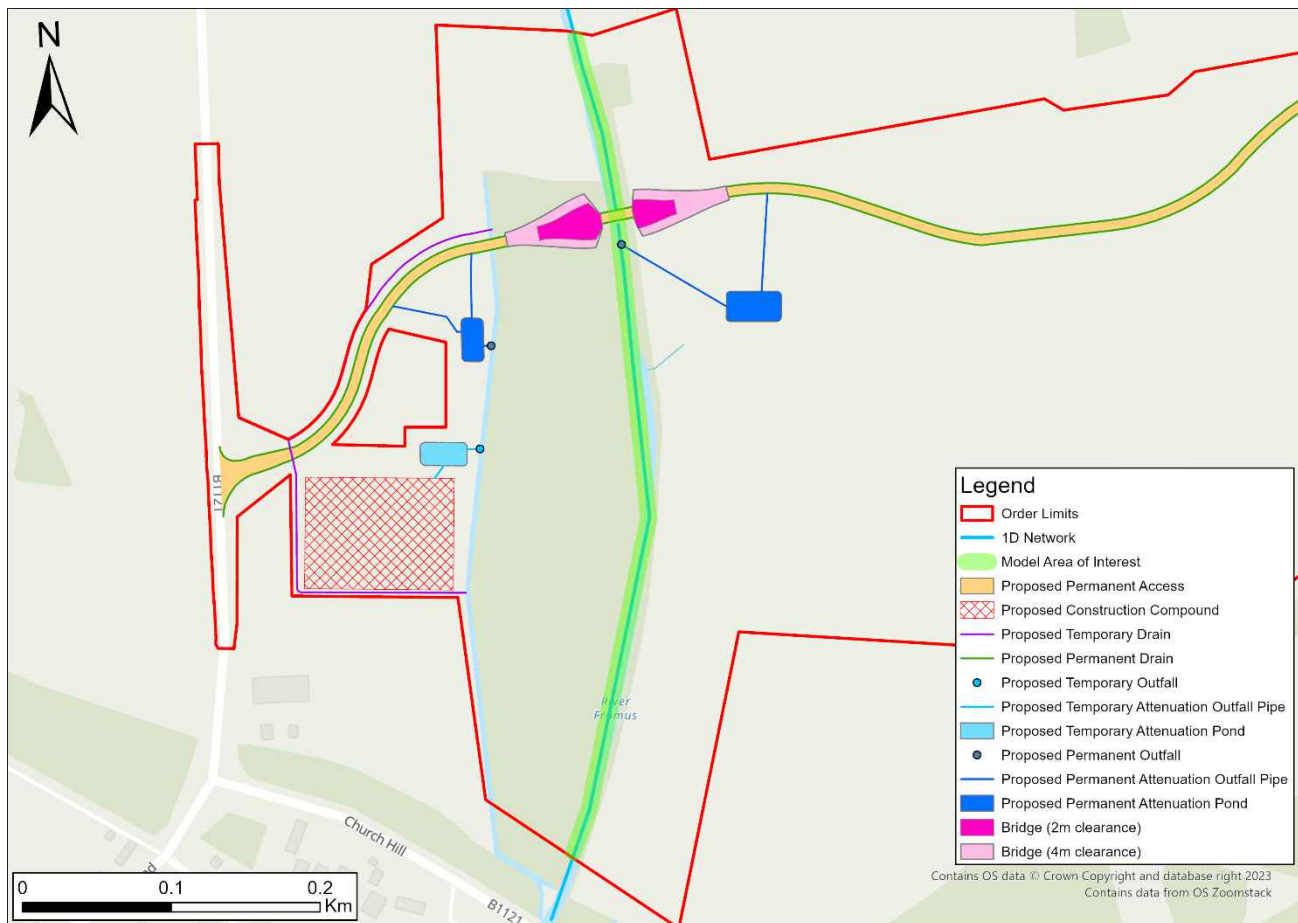 N
B1121
River
Fromus
Church Hill
B1121
0
0.1
0.2
Km
Legend
Order Limits
1D Network
Model Area of Interest
Proposed Permanent Access
Proposed Construction Compound
Proposed Temporary Drain
Proposed Permanent Drain
Proposed Temporary Outfall
Proposed Temporary Attenuation Outfall Pipe
Proposed Temporary Attenuation Pond
Proposed Permanent Outfall
Proposed Permanent Attenuation Outfall Pipe
Proposed Permanent Attenuation Pond
Bridge (2m clearance)
Bridge (4m clearance)
Contains OS data © Crown Copyright and database right 2023
Contains data from OS Zoomstack